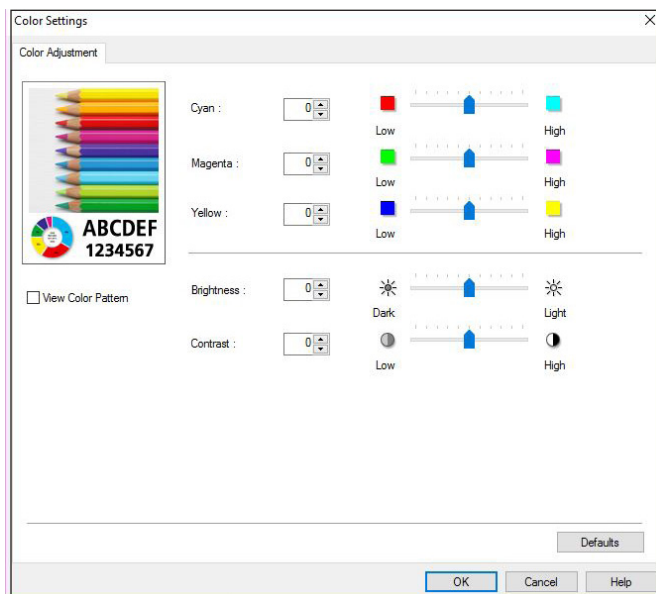 Color Settings
Color Adjustment
Cyan : 0
Low High
Magenta : 0
Low High
Yellow : 0
Low High
ABCDEF
1234567
View Color Pattern
Brightness : 0
Dark Light
Contrast : 0
Low High
Defaults
OK Cancel Help